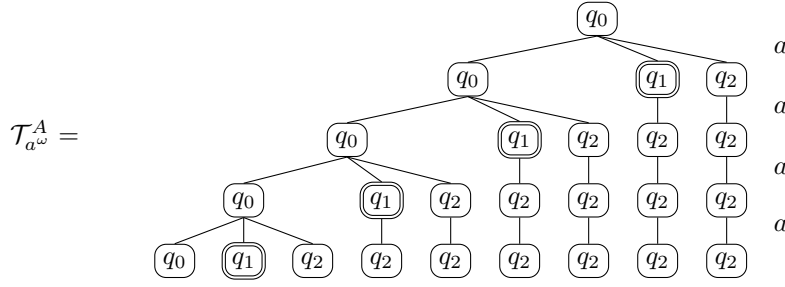 q₀
a
q₀ q₁ q₂
a
𝒯ᴬ_{a^ω} = q₀ q₁ q₂ q₂ q₂
a
q₀ q₁ q₂ q₂ q₂ q₂ q₂
a
q₀ q₁ q₂ q₂ q₂ q₂ q₂ q₂ q₂